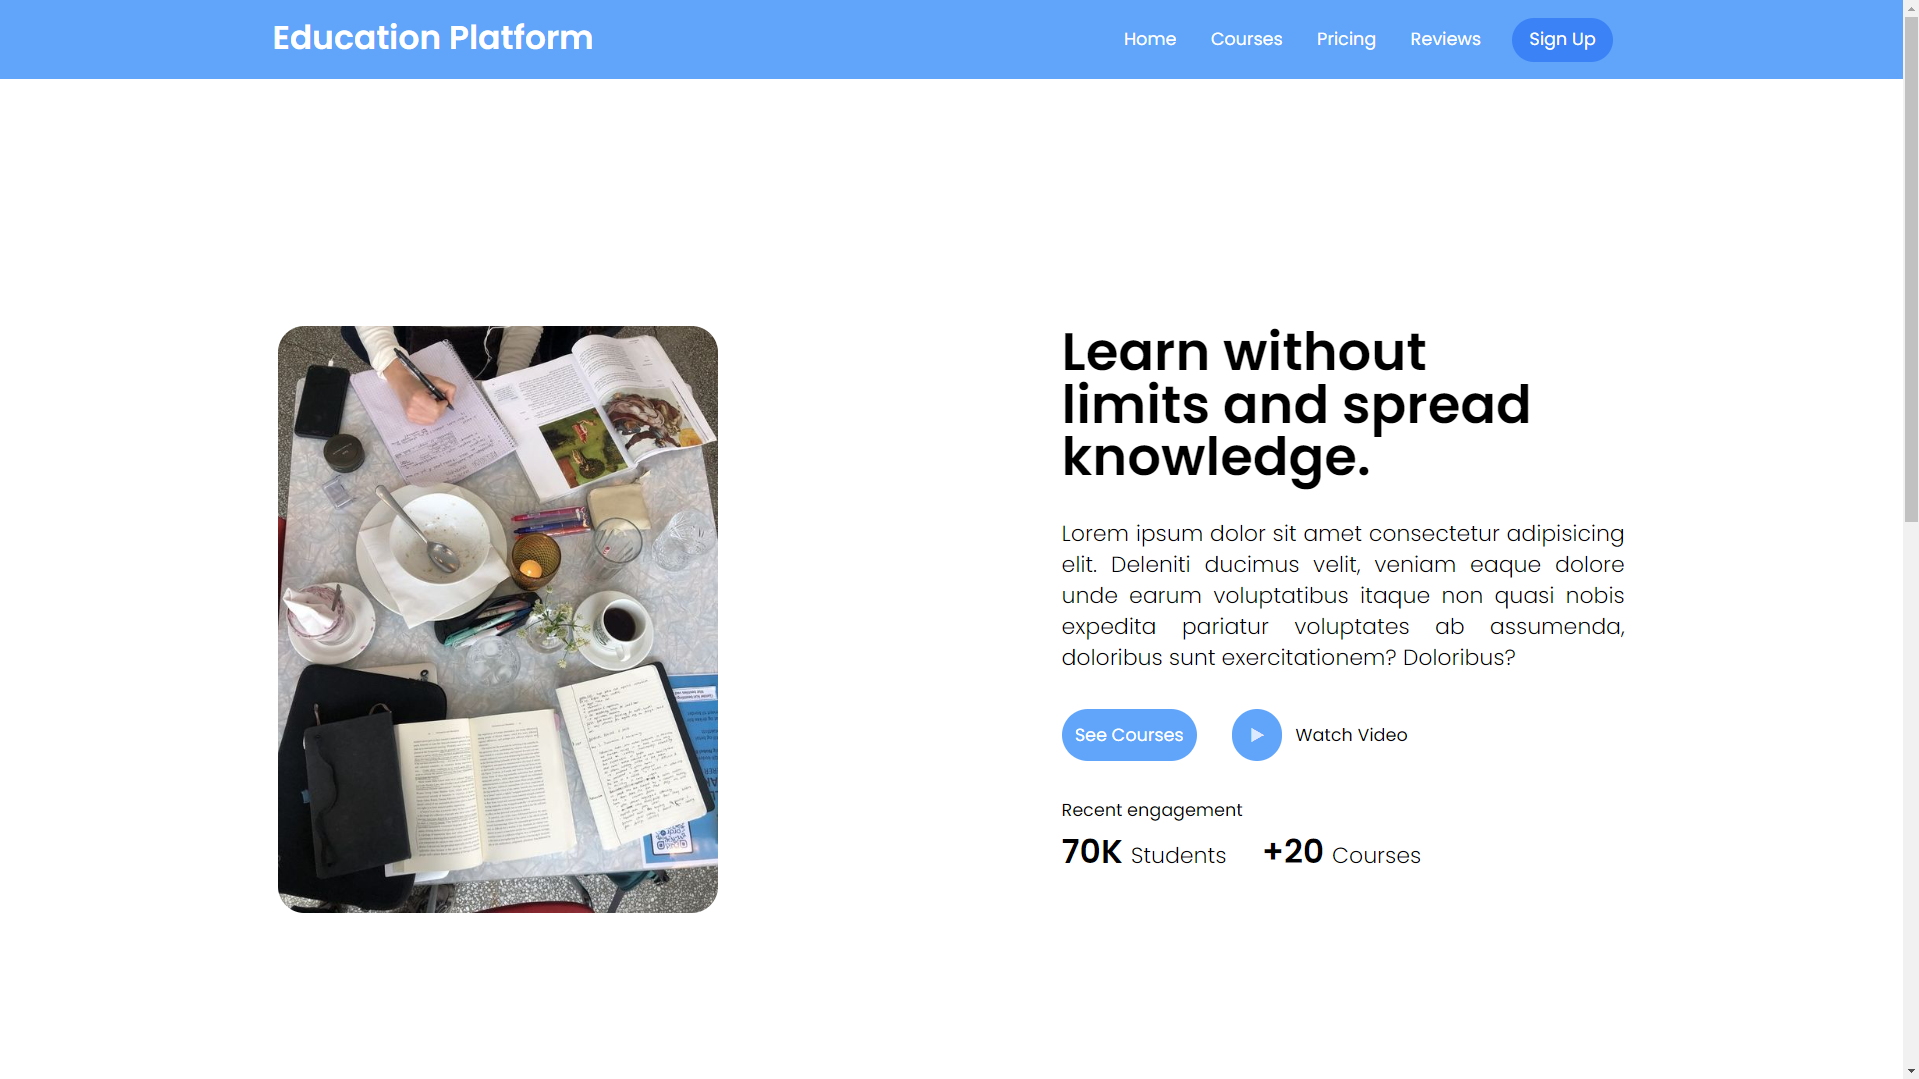 Education Platform
Home
Courses
Pricing
Reviews
Sign Up
Learn without
limits and spread
knowledge.
Lorem ipsum dolor sit amet consectetur adipisicing
elit. Deleniti ducimus velit, veniam eaque dolore
unde earum voluptatibus itaque non quasi nobis
expedita pariatur voluptates ab assumenda,
doloribus sunt exercitationem? Doloribus?
See Courses
Watch Video
Recent engagement
70K Students
+20 Courses